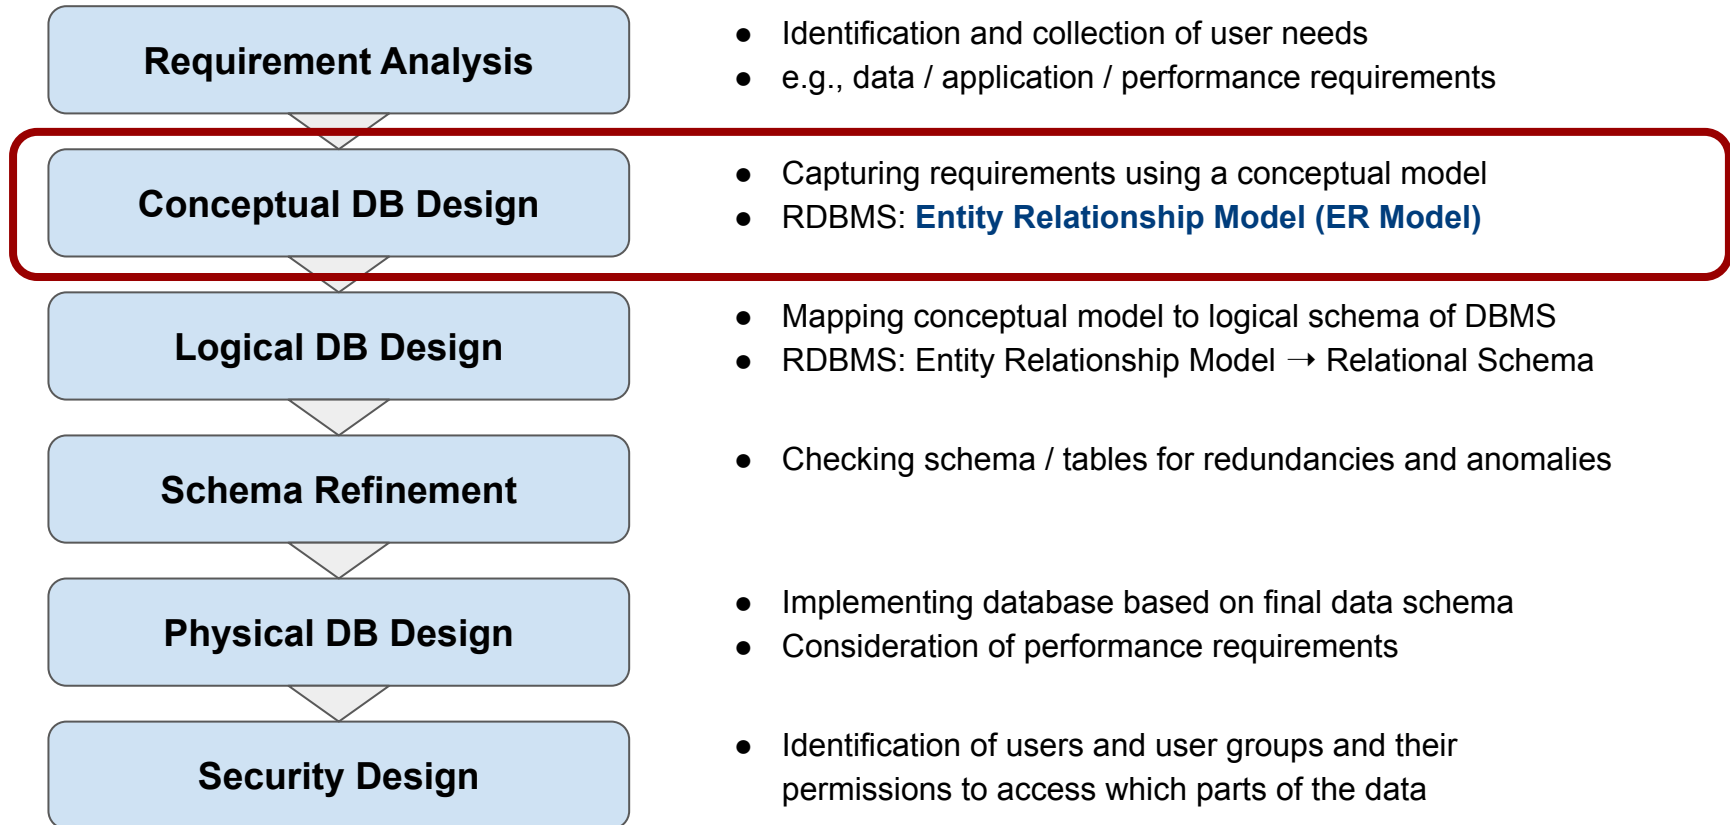 Requirement Analysis
● Identification and collection of user needs
● e.g., data / application / performance requirements
Conceptual DB Design
● Capturing requirements using a conceptual model
● RDBMS: Entity Relationship Model (ER Model)
Logical DB Design
● Mapping conceptual model to logical schema of DBMS
● RDBMS: Entity Relationship Model → Relational Schema
Schema Refinement
● Checking schema / tables for redundancies and anomalies
Physical DB Design
● Implementing database based on final data schema
● Consideration of performance requirements
Security Design
● Identification of users and user groups and their
permissions to access which parts of the data